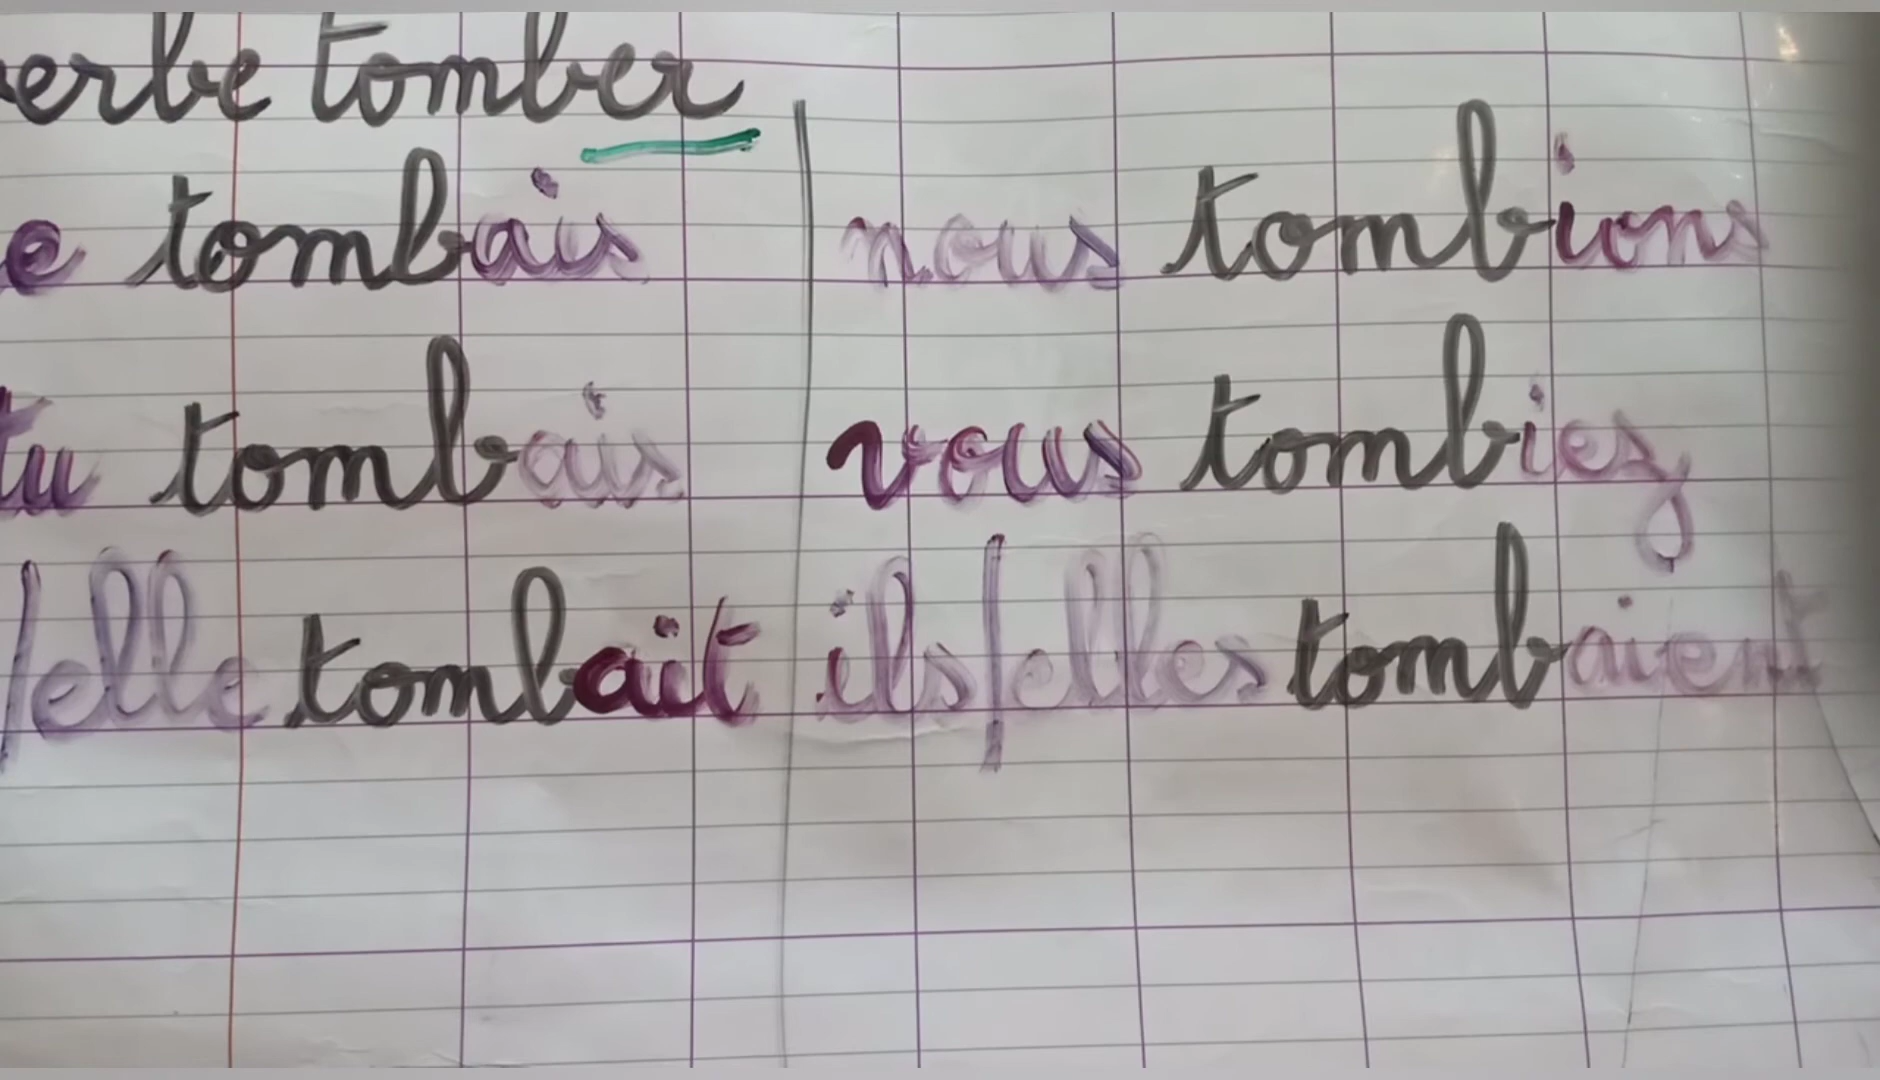 erbe tomber
e tombais nous tombions
tu tombais vous tombiez
/elle tombait ils/elles tombaient